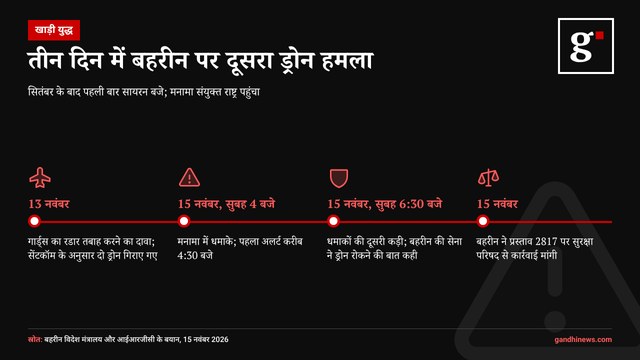 खाड़ी युद्ध
तीन दिन में बहरीन पर दूसरा ड्रोन हमला
सितंबर के बाद पहली बार सायरन बजे; मनामा संयुक्त राष्ट्र पहुंचा
g
13 नवंबर
गार्ड्स का रडार तबाह करने का दावा;
सेंटकॉम के अनुसार दो ड्रोन गिराए गए
15 नवंबर, सुबह 4 बजे
मनामा में धमाके; पहला अलर्ट करीब
4:30 बजे
15 नवंबर, सुबह 6:30 बजे
धमाकों की दूसरी कड़ी; बहरीन की सेना
ने ड्रोन रोकने की बात कही
15 नवंबर
बहरीन ने प्रस्ताव 2817 पर सुरक्षा
परिषद से कार्रवाई मांगी
स्रोत: बहरीन विदेश मंत्रालय और आईआरजीसी के बयान, 15 नवंबर 2026
gandhinews.com